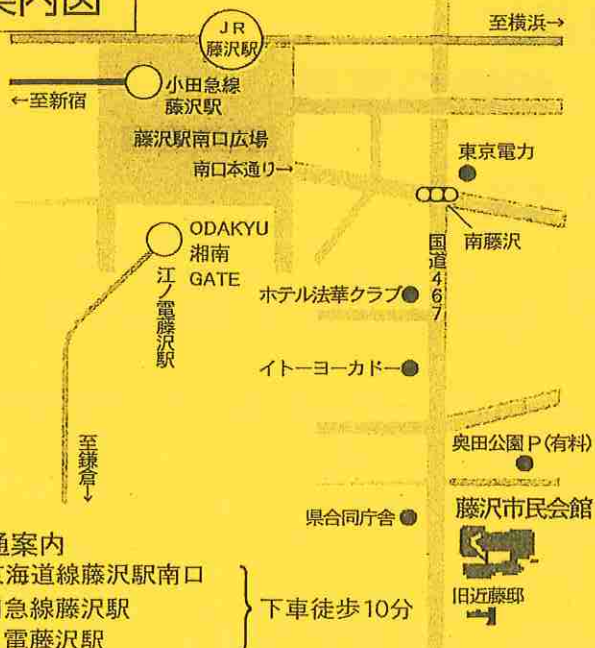 案内図
至横浜→
JR
藤沢駅
←至新宿
小田急線
藤沢駅
藤沢駅南口広場
南口本通り→
東京電力
南藤沢
ODAKYU
湘南
GATE
江ノ電藤沢駅
国道467
ホテル法華クラブ
イトーヨーカドー
至鎌倉→
奥田公園P(有料)
県合同庁舎
藤沢市民会館
旧近藤邸
通案内
海道線藤沢駅南口
急線藤沢駅
電藤沢駅
下車徒歩10分